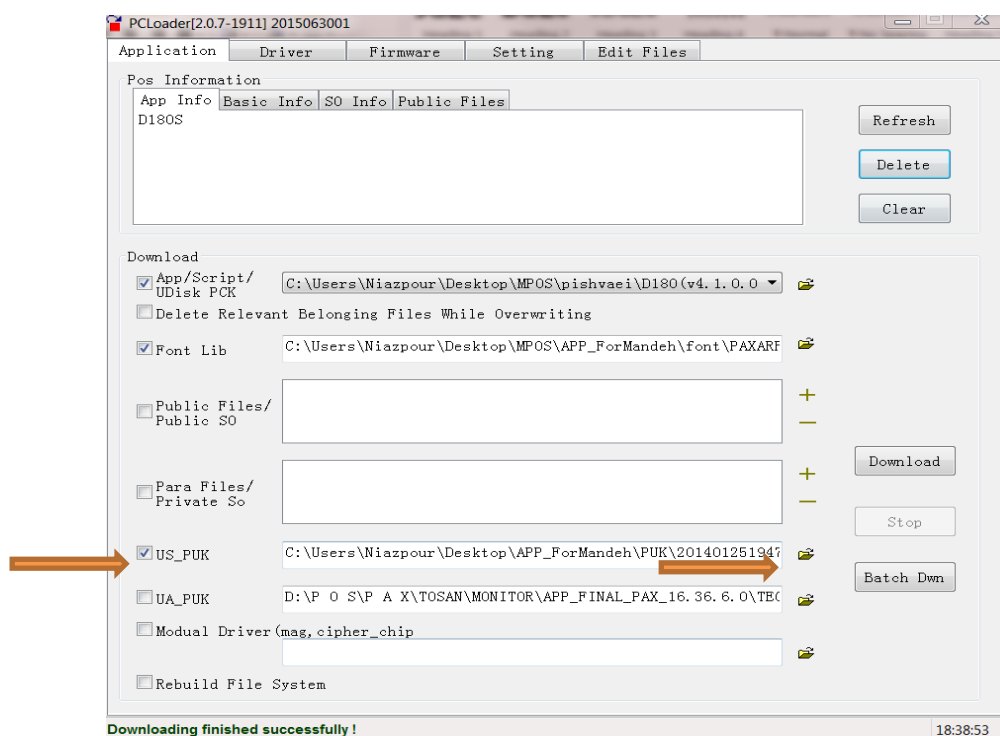 PCLoader[2.0.7-1911] 2015063001
Application Driver Firmware Setting Edit Files
Pos Information
App Info Basic Info SO Info Public Files
D180S
Refresh
Delete
Clear
Download
App/Script/
UDisk PCK
C:\Users\Niazpour\Desktop\MPOS\pishvaei\D180(v4.1.0.0
Delete Relevant Belonging Files While Overwriting
Font Lib C:\Users\Niazpour\Desktop\MPOS\APP_ForMandeh\font\PAXARF
Public Files/
Public SO
+
−
Para Files/
Private So
+
−
Download
Stop
US_PUK C:\Users\Niazpour\Desktop\APP_ForMandeh\PUK\201401251947
Batch Dwn
UA_PUK D:\P O S\P A X\TOSAN\MONITOR\APP_FINAL_PAX_16.36.6.0\TEC
Modual Driver(mag,cipher_chip
Rebuild File System
Downloading finished successfully ! 18:38:53